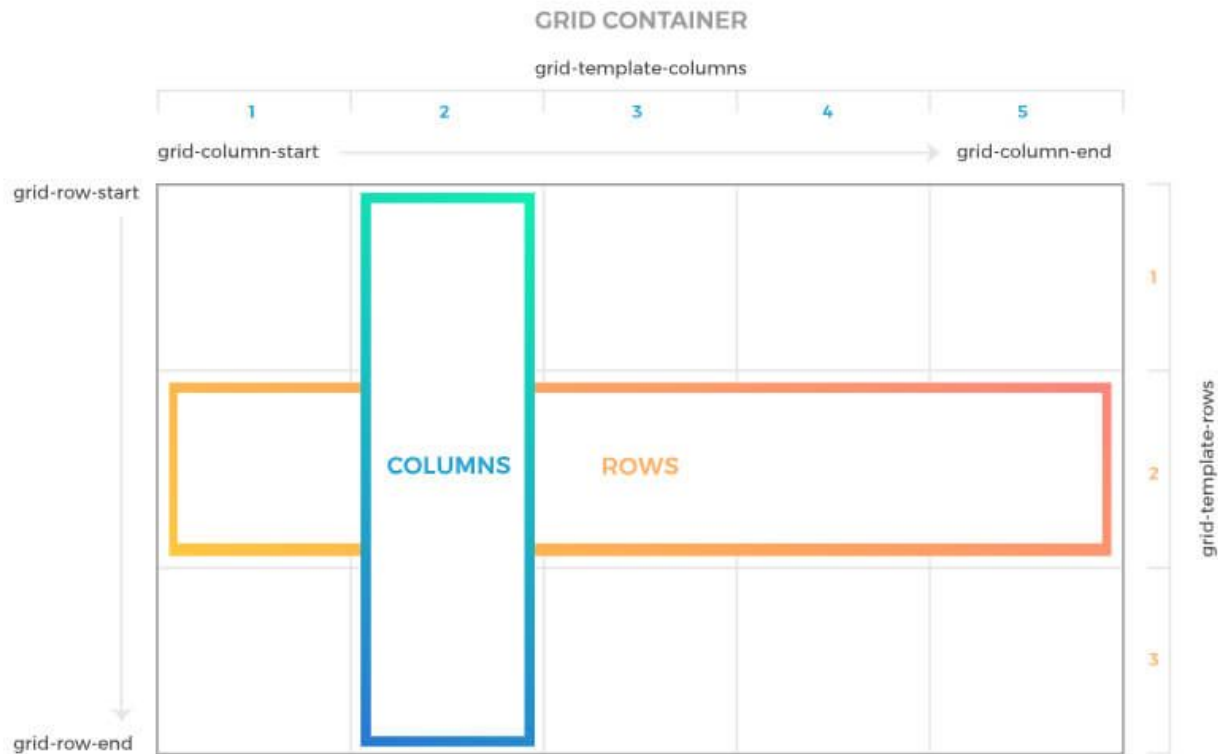 GRID CONTAINER
grid-template-columns
1 2 3 4 5
grid-column-start grid-column-end
grid-row-start
1
COLUMNS ROWS
2
grid-template-rows
3
grid-row-end